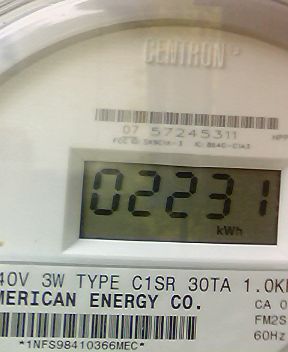 CENTRON
07 57245311
02231
kWh
40V 3W TYPE C1SR 30TA 1.0K
MERICAN ENERGY CO.
CA 0
FM2S
60Hz
*1NFS98410366MEC*